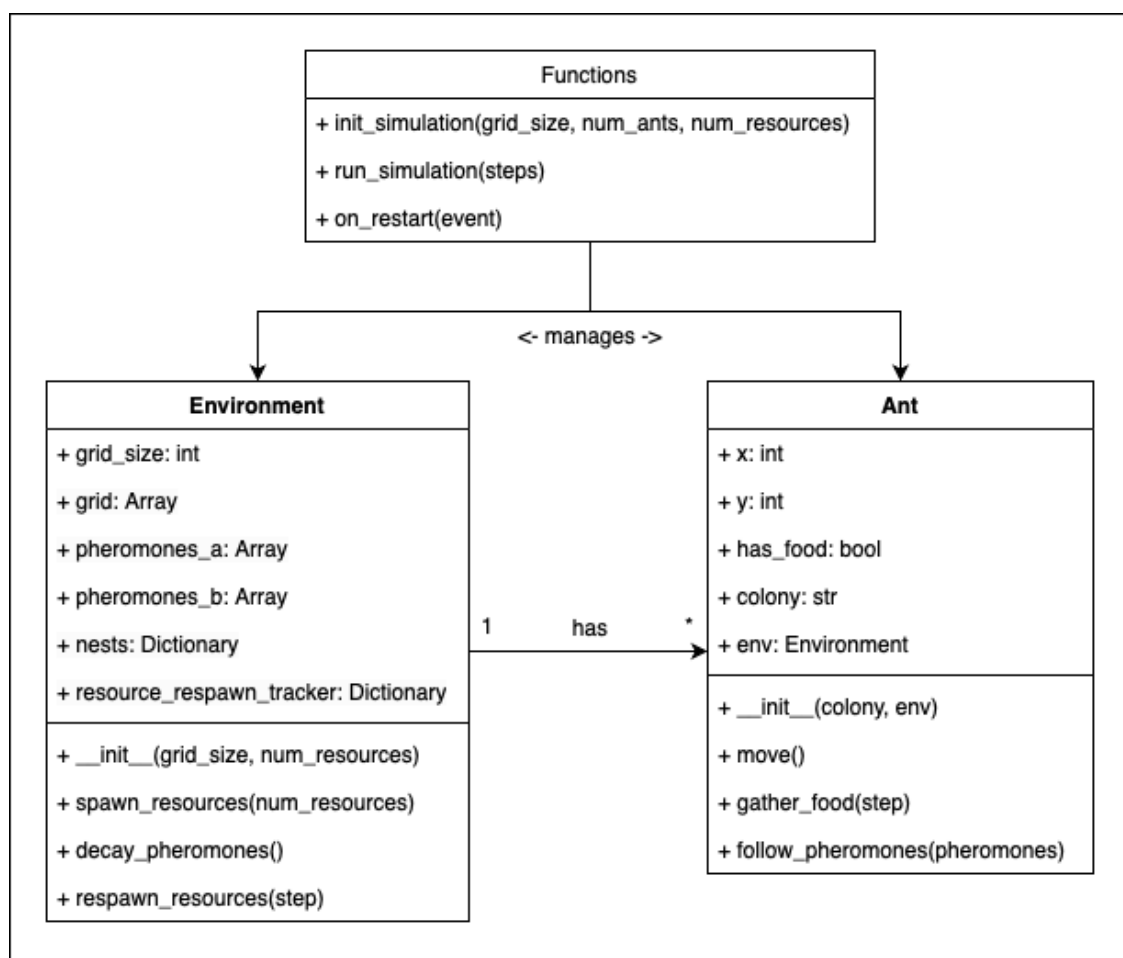 Functions
+ init_simulation(grid_size, num_ants, num_resources)
+ run_simulation(steps)
+ on_restart(event)
<- manages ->
Environment
+ grid_size: int
+ grid: Array
+ pheromones_a: Array
+ pheromones_b: Array
+ nests: Dictionary
+ resource_respawn_tracker: Dictionary
+ __init__(grid_size, num_resources)
+ spawn_resources(num_resources)
+ decay_pheromones()
+ respawn_resources(step)
1 has *
Ant
+ x: int
+ y: int
+ has_food: bool
+ colony: str
+ env: Environment
+ __init__(colony, env)
+ move()
+ gather_food(step)
+ follow_pheromones(pheromones)